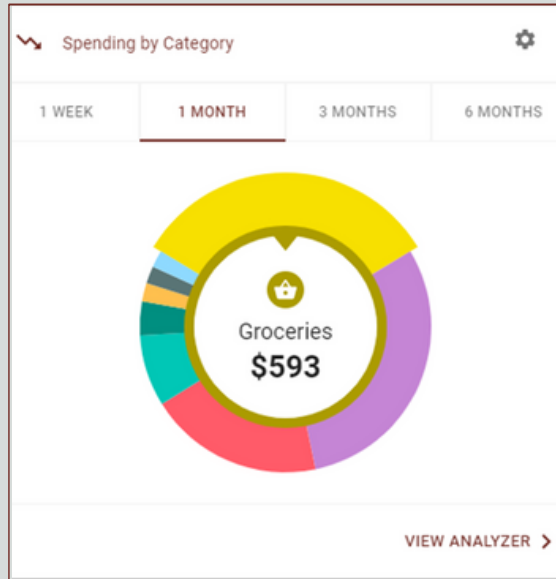 Spending by Category
1 WEEK
1 MONTH
3 MONTHS
6 MONTHS
Groceries
$593
VIEW ANALYZER